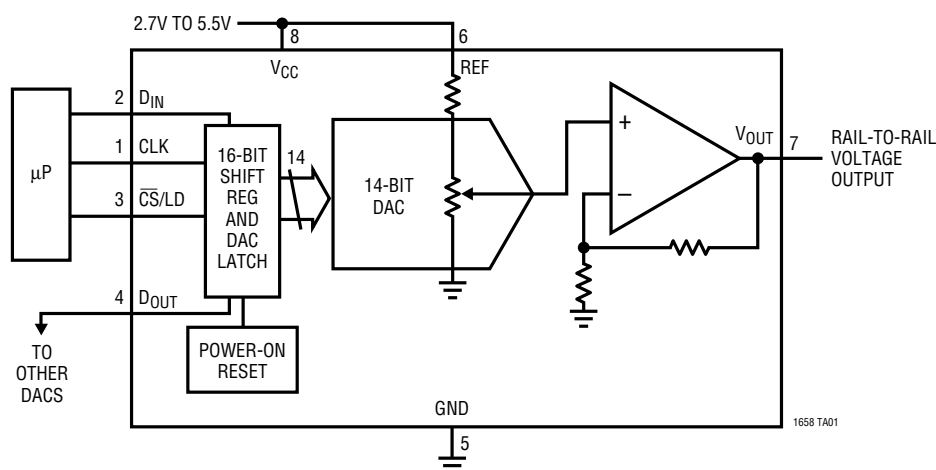 2.7V TO 5.5V
8
6
VCC
REF
µP
2
DIN
1
CLK
3
CS/LD
4
DOUT
TO
OTHER
DACS
16-BIT
SHIFT
REG
AND
DAC
LATCH
14
14-BIT
DAC
POWER-ON
RESET
+
–
VOUT
7
RAIL-TO-RAIL
VOLTAGE
OUTPUT
GND
5
1658 TA01